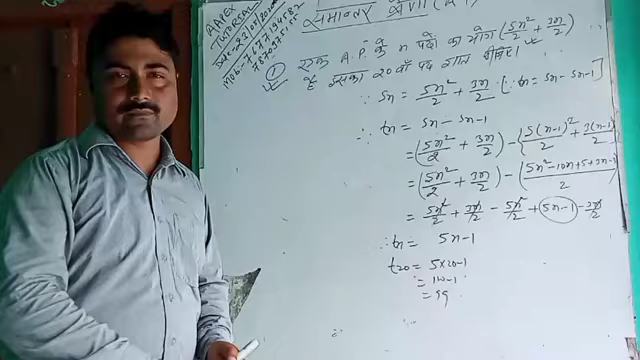 समान्तर श्रेणी (A.P)
APEX
TUTORIAL
① एक A.P. के n पदों का योग (5n²/2 + 3n/2)
है इसका 20वाँ पद ज्ञात कीजिए।
∵ Sn = 5n²/2 + 3n/2 [∵ tn = Sn - Sn-1]
∴ tn = Sn - Sn-1
= (5n²/2 + 3n/2) - {5(n-1)²/2 + 3(n-1)/2}
= (5n²/2 + 3n/2) - (5n² - 10n + 5 + 3n - /2
= 5n²/2 + 3n/2 - 5n²/2 + 5n-1 - 3n/2
∴ tn = 5n-1
t20 = 5×20-1
= 100-1
= 99